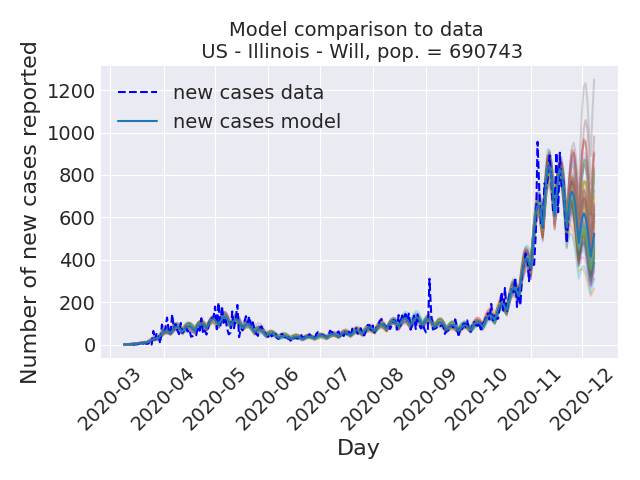 Model comparison to data
US - Illinois - Will, pop. = 690743
new cases data
new cases model
Number of new cases reported
1200
1000
800
600
400
200
0
2020-03
2020-04
2020-05
2020-06
2020-07
2020-08
2020-09
2020-10
2020-11
2020-12
Day